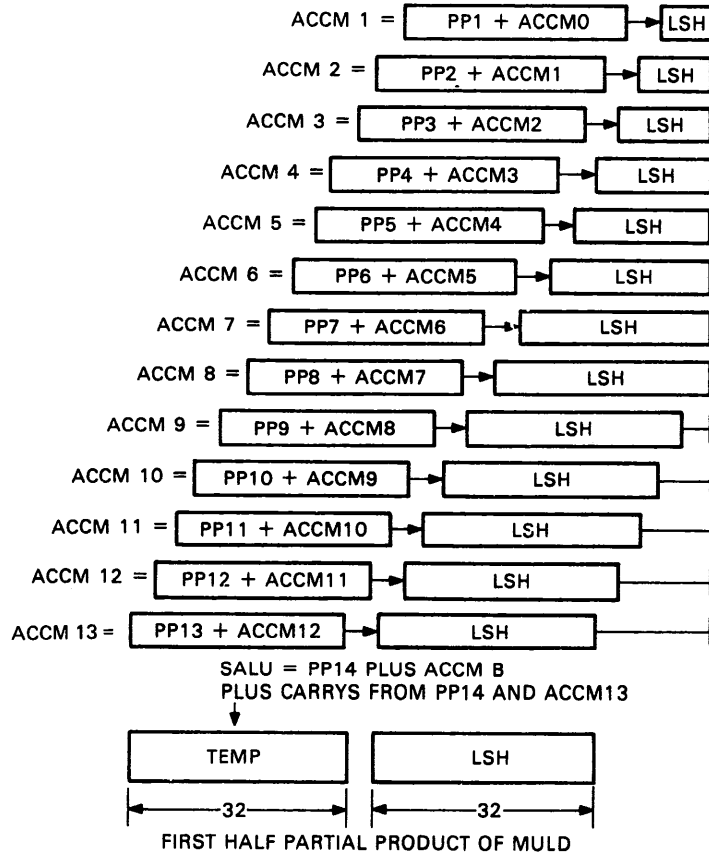 ACCM 1 = PP1 + ACCMO LSH
ACCM 2 = PP2 + ACCM1 LSH
ACCM 3 = PP3 + ACCM2 LSH
ACCM 4 = PP4 + ACCM3 LSH
ACCM 5 = PP5 + ACCM4 LSH
ACCM 6 = PP6 + ACCM5 LSH
ACCM 7 = PP7 + ACCM6 LSH
ACCM 8 = PP8 + ACCM7 LSH
ACCM 9 = PP9 + ACCM8 LSH
ACCM 10 = PP10 + ACCM9 LSH
ACCM 11 = PP11 + ACCM10 LSH
ACCM 12 = PP12 + ACCM11 LSH
ACCM 13 = PP13 + ACCM12 LSH
SALU = PP14 PLUS ACCM B
PLUS CARRYS FROM PP14 AND ACCM13
TEMP LSH
32 32
FIRST HALF PARTIAL PRODUCT OF MULD